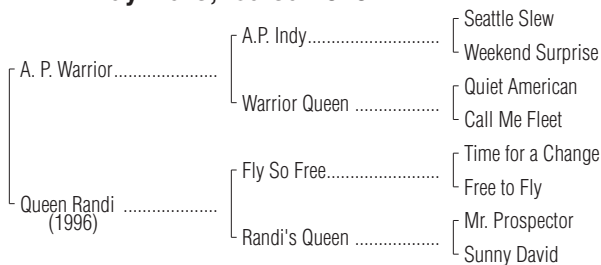 Seattle Slew
A.P. Indy
Weekend Surprise
A. P. Warrior
Quiet American
Warrior Queen
Call Me Fleet
Time for a Change
Fly So Free
Free to Fly
Queen Randi
(1996)
Mr. Prospector
Randi's Queen
Sunny David